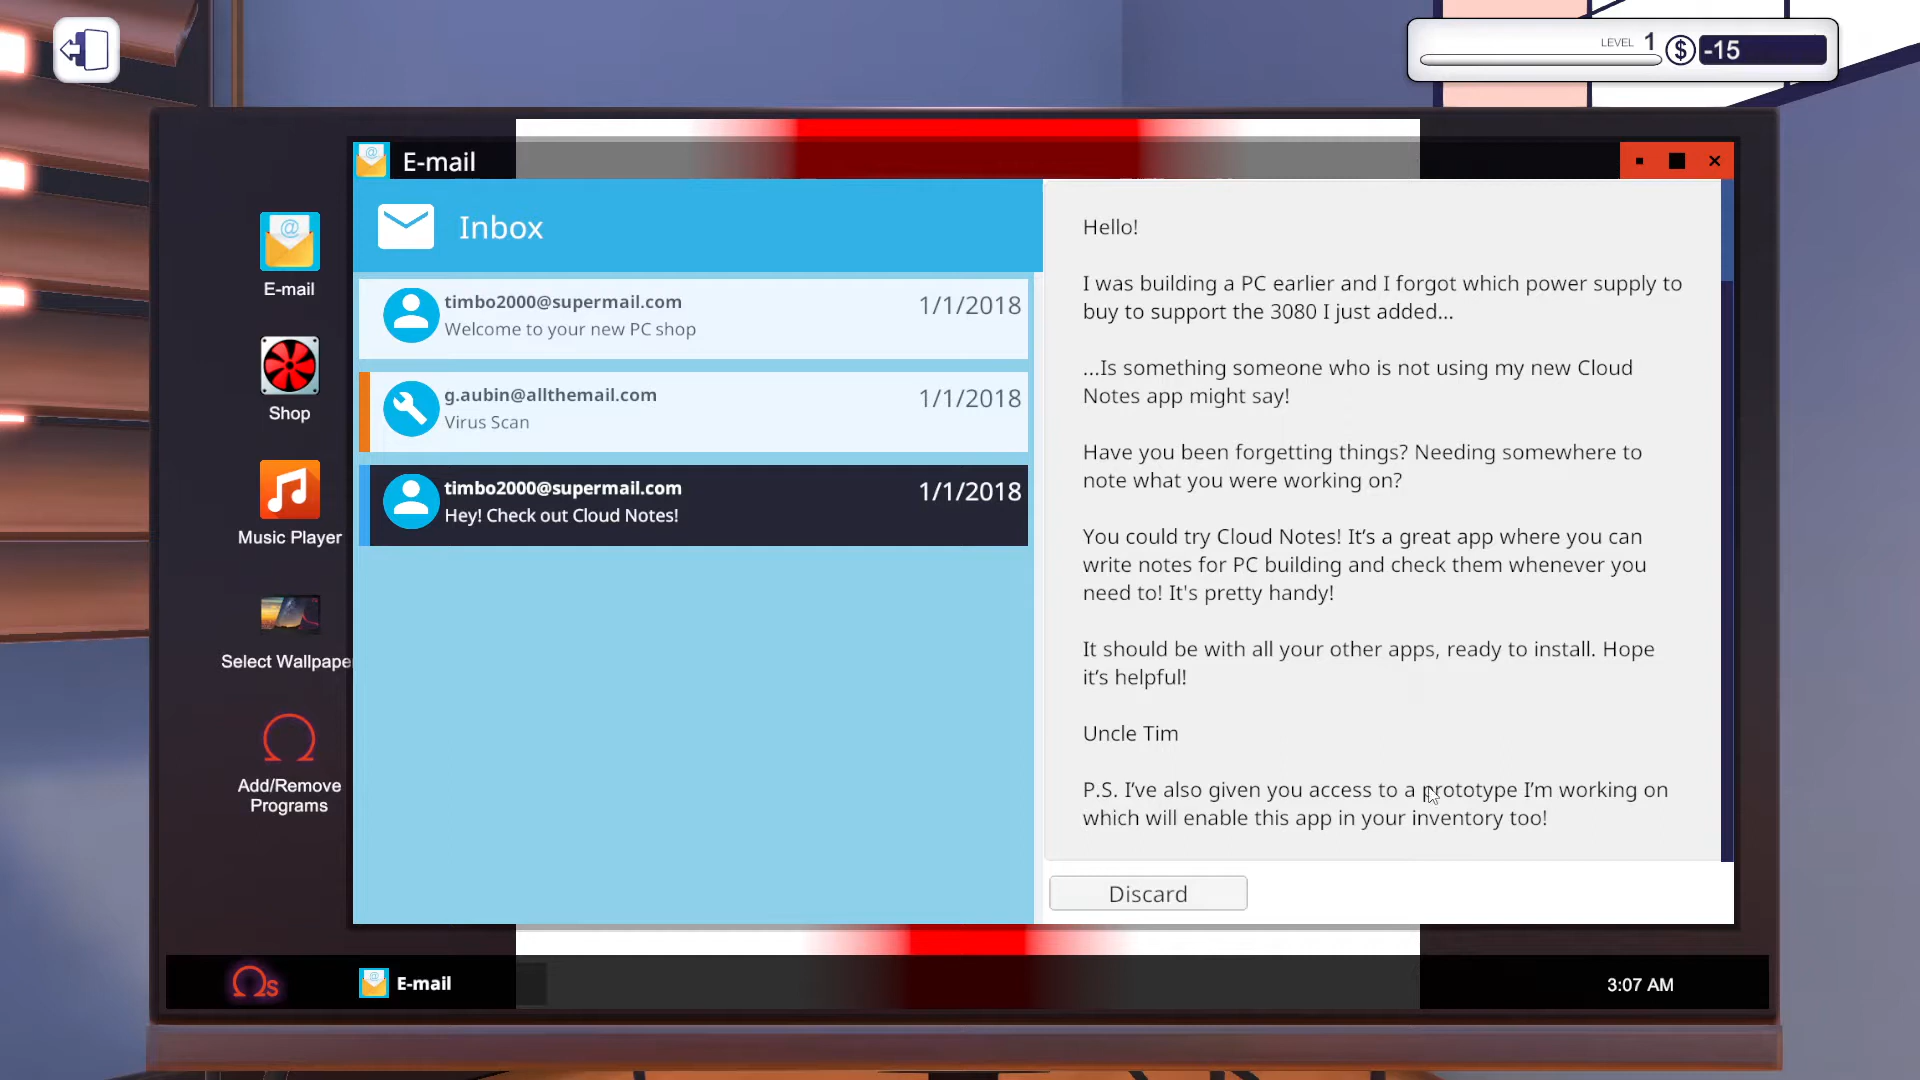 LEVEL 1 $ -15
E-mail
Inbox
timbo2000@supermail.com 1/1/2018
Welcome to your new PC shop
g.aubin@allthemail.com 1/1/2018
Virus Scan
timbo2000@supermail.com 1/1/2018
Hey! Check out Cloud Notes!
E-mail
Shop
Music Player
Select Wallpape
Add/Remove
Programs
Hello!
I was building a PC earlier and I forgot which power supply to
buy to support the 3080 I just added...
...Is something someone who is not using my new Cloud
Notes app might say!
Have you been forgetting things? Needing somewhere to
note what you were working on?
You could try Cloud Notes! It’s a great app where you can
write notes for PC building and check them whenever you
need to! It's pretty handy!
It should be with all your other apps, ready to install. Hope
it’s helpful!
Uncle Tim
P.S. I’ve also given you access to a prototype I’m working on
which will enable this app in your inventory too!
Discard
Ωs E-mail 3:07 AM